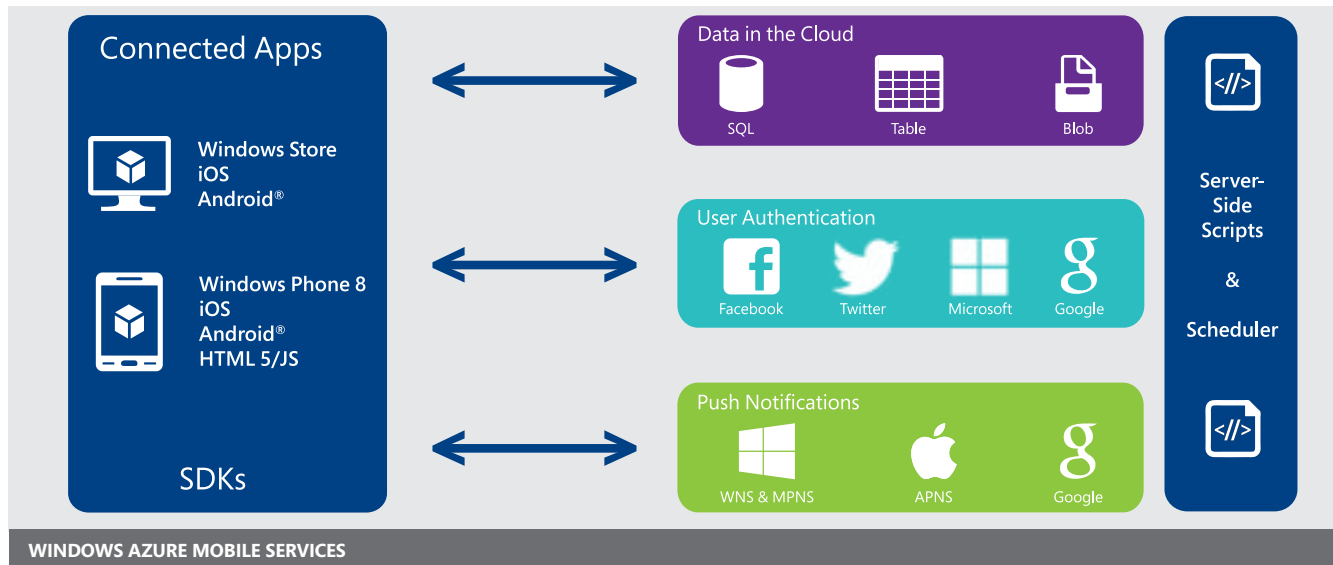 Connected Apps
Windows Store
iOS
Android®
Windows Phone 8
iOS
Android®
HTML 5/JS
SDKs
Data in the Cloud
SQL
Table
Blob
User Authentication
Facebook
Twitter
Microsoft
Google
Push Notifications
WNS & MPNS
APNS
Google
<//>
Server-
Side
Scripts
&
Scheduler
<//>
WINDOWS AZURE MOBILE SERVICES